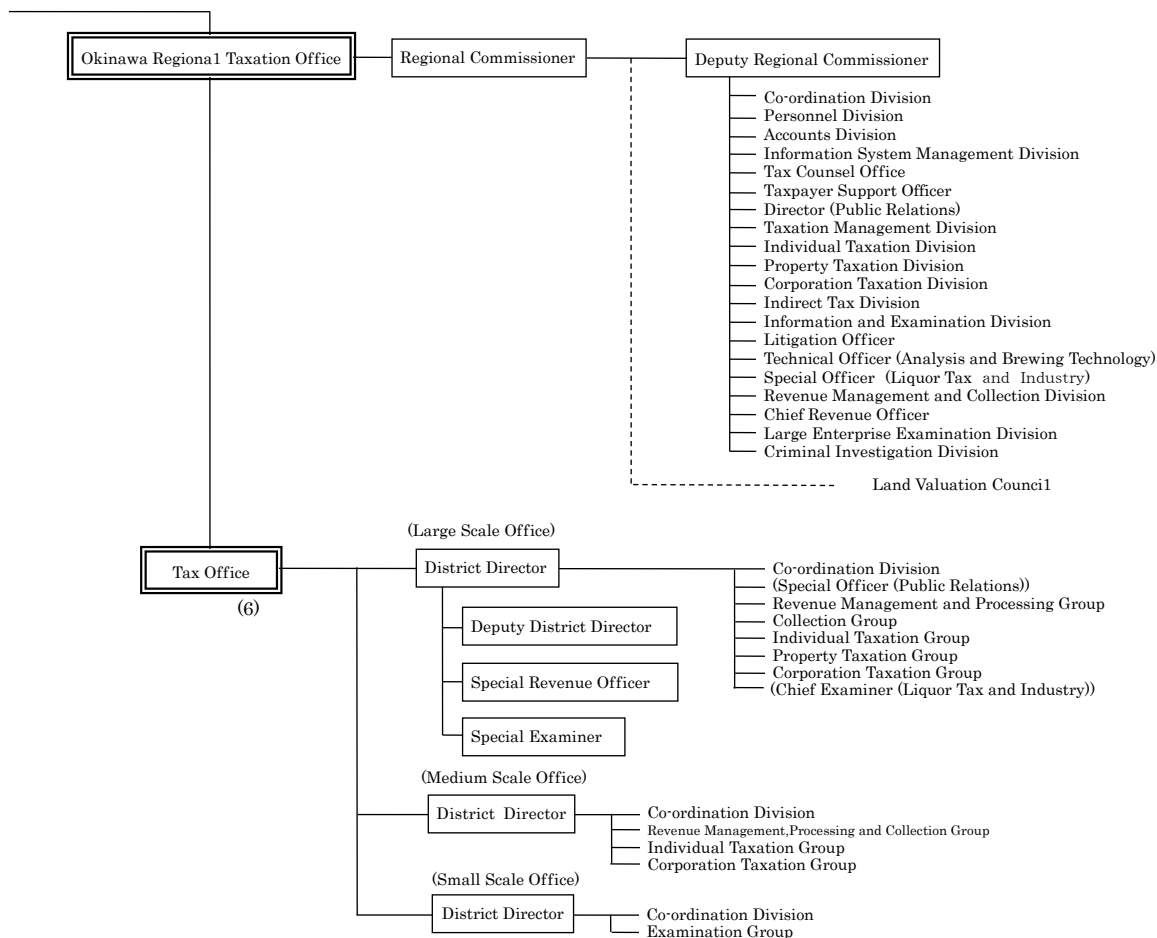 Okinawa Regiona1 Taxation Office
Regional Commissioner
Deputy Regional Commissioner
Co-ordination Division
Personnel Division
Accounts Division
Information System Management Division
Tax Counsel Office
Taxpayer Support Officer
Director (Public Relations)
Taxation Management Division
Individual Taxation Division
Property Taxation Division
Corporation Taxation Division
Indirect Tax Division
Information and Examination Division
Litigation Officer
Technical Officer (Analysis and Brewing Technology)
Special Officer (Liquor Tax and Industry)
Revenue Management and Collection Division
Chief Revenue Officer
Large Enterprise Examination Division
Criminal Investigation Division
Land Valuation Counci1
Tax Office
(6)
(Large Scale Office)
District Director
Deputy District Director
Special Revenue Officer
Special Examiner
Co-ordination Division
(Special Officer (Public Relations))
Revenue Management and Processing Group
Collection Group
Individual Taxation Group
Property Taxation Group
Corporation Taxation Group
(Chief Examiner (Liquor Tax and Industry))
(Medium Scale Office)
District Director
Co-ordination Division
Revenue Management,Processing and Collection Group
Individual Taxation Group
Corporation Taxation Group
(Small Scale Office)
District Director
Co-ordination Division
Examination Group